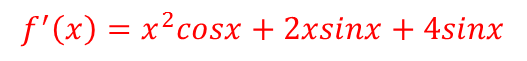 f'(x) = x²cosx + 2xsinx + 4sinx